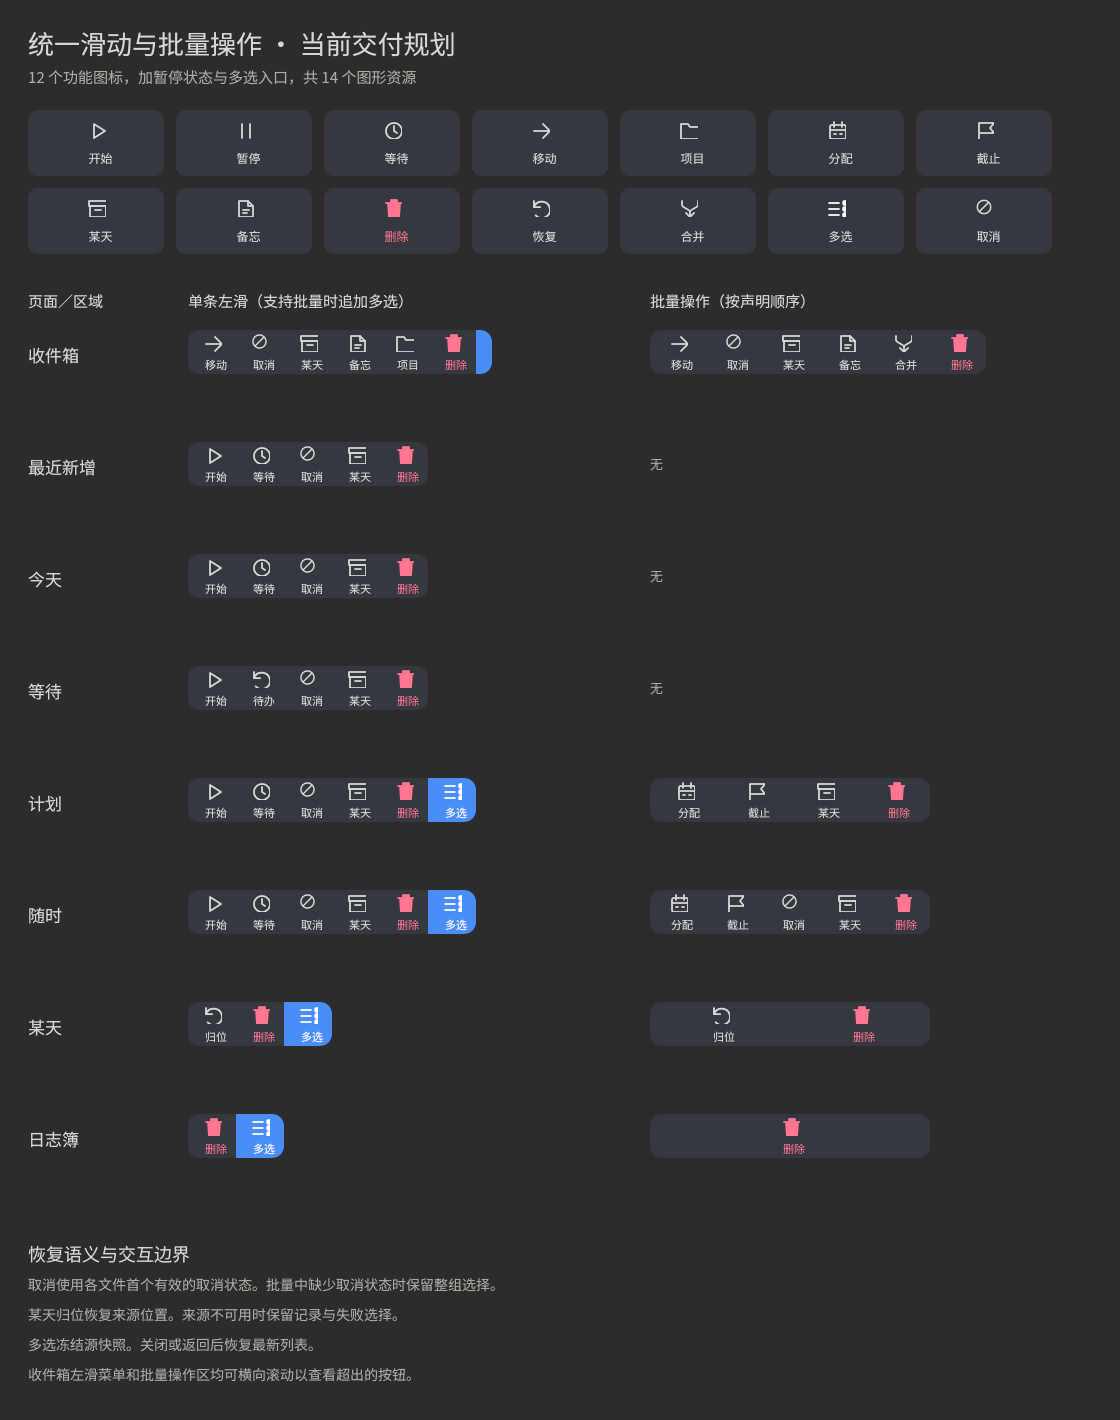 统一滑动与批量操作 · 当前交付规划
12 个功能图标，加暂停状态与多选入口，共 14 个图形资源
开始 暂停 等待 移动 项目 分配 截止
某天 备忘 删除 恢复 合并 多选 取消
页面／区域 单条左滑（支持批量时追加多选） 批量操作（按声明顺序）
收件箱 移动 取消 某天 备忘 项目 删除 移动 取消 某天 备忘 合并 删除
最近新增 开始 等待 取消 某天 删除 无
今天 开始 等待 取消 某天 删除 无
等待 开始 待办 取消 某天 删除 无
计划 开始 等待 取消 某天 删除 多选 分配 截止 某天 删除
随时 开始 等待 取消 某天 删除 多选 分配 截止 取消 某天 删除
某天 归位 删除 多选 归位 删除
日志簿 删除 多选 删除
恢复语义与交互边界
取消使用各文件首个有效的取消状态。批量中缺少取消状态时保留整组选择。
某天归位恢复来源位置。来源不可用时保留记录与失败选择。
多选冻结源快照。关闭或返回后恢复最新列表。
收件箱左滑菜单和批量操作区均可横向滚动以查看超出的按钮。